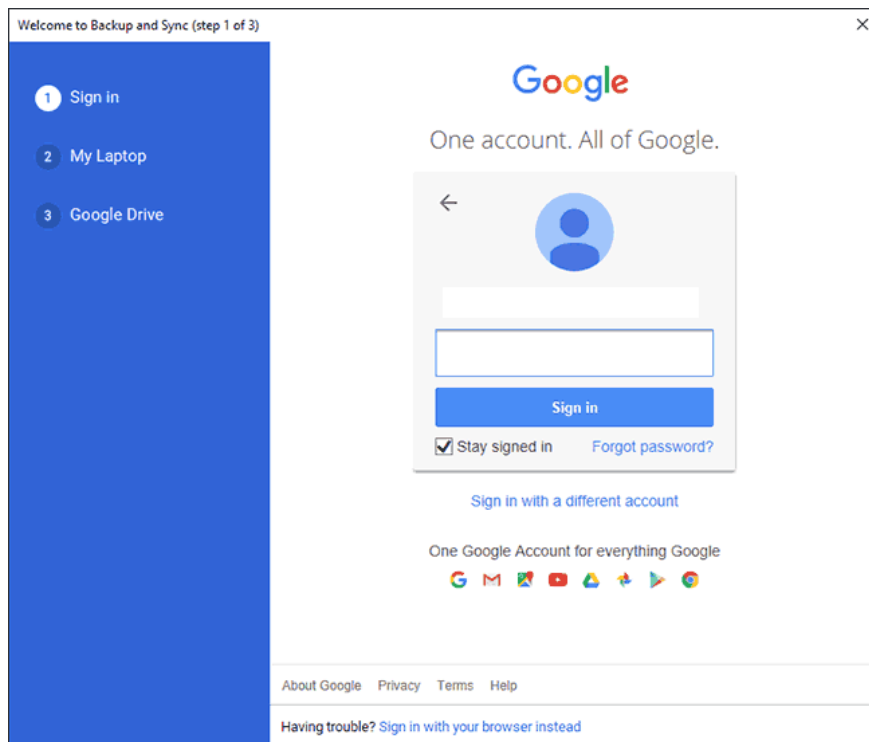 Welcome to Backup and Sync (step 1 of 3)
1 Sign in
2 My Laptop
3 Google Drive
Google
One account. All of Google.
Sign in
Stay signed in Forgot password?
Sign in with a different account
One Google Account for everything Google
About Google Privacy Terms Help
Having trouble? Sign in with your browser instead